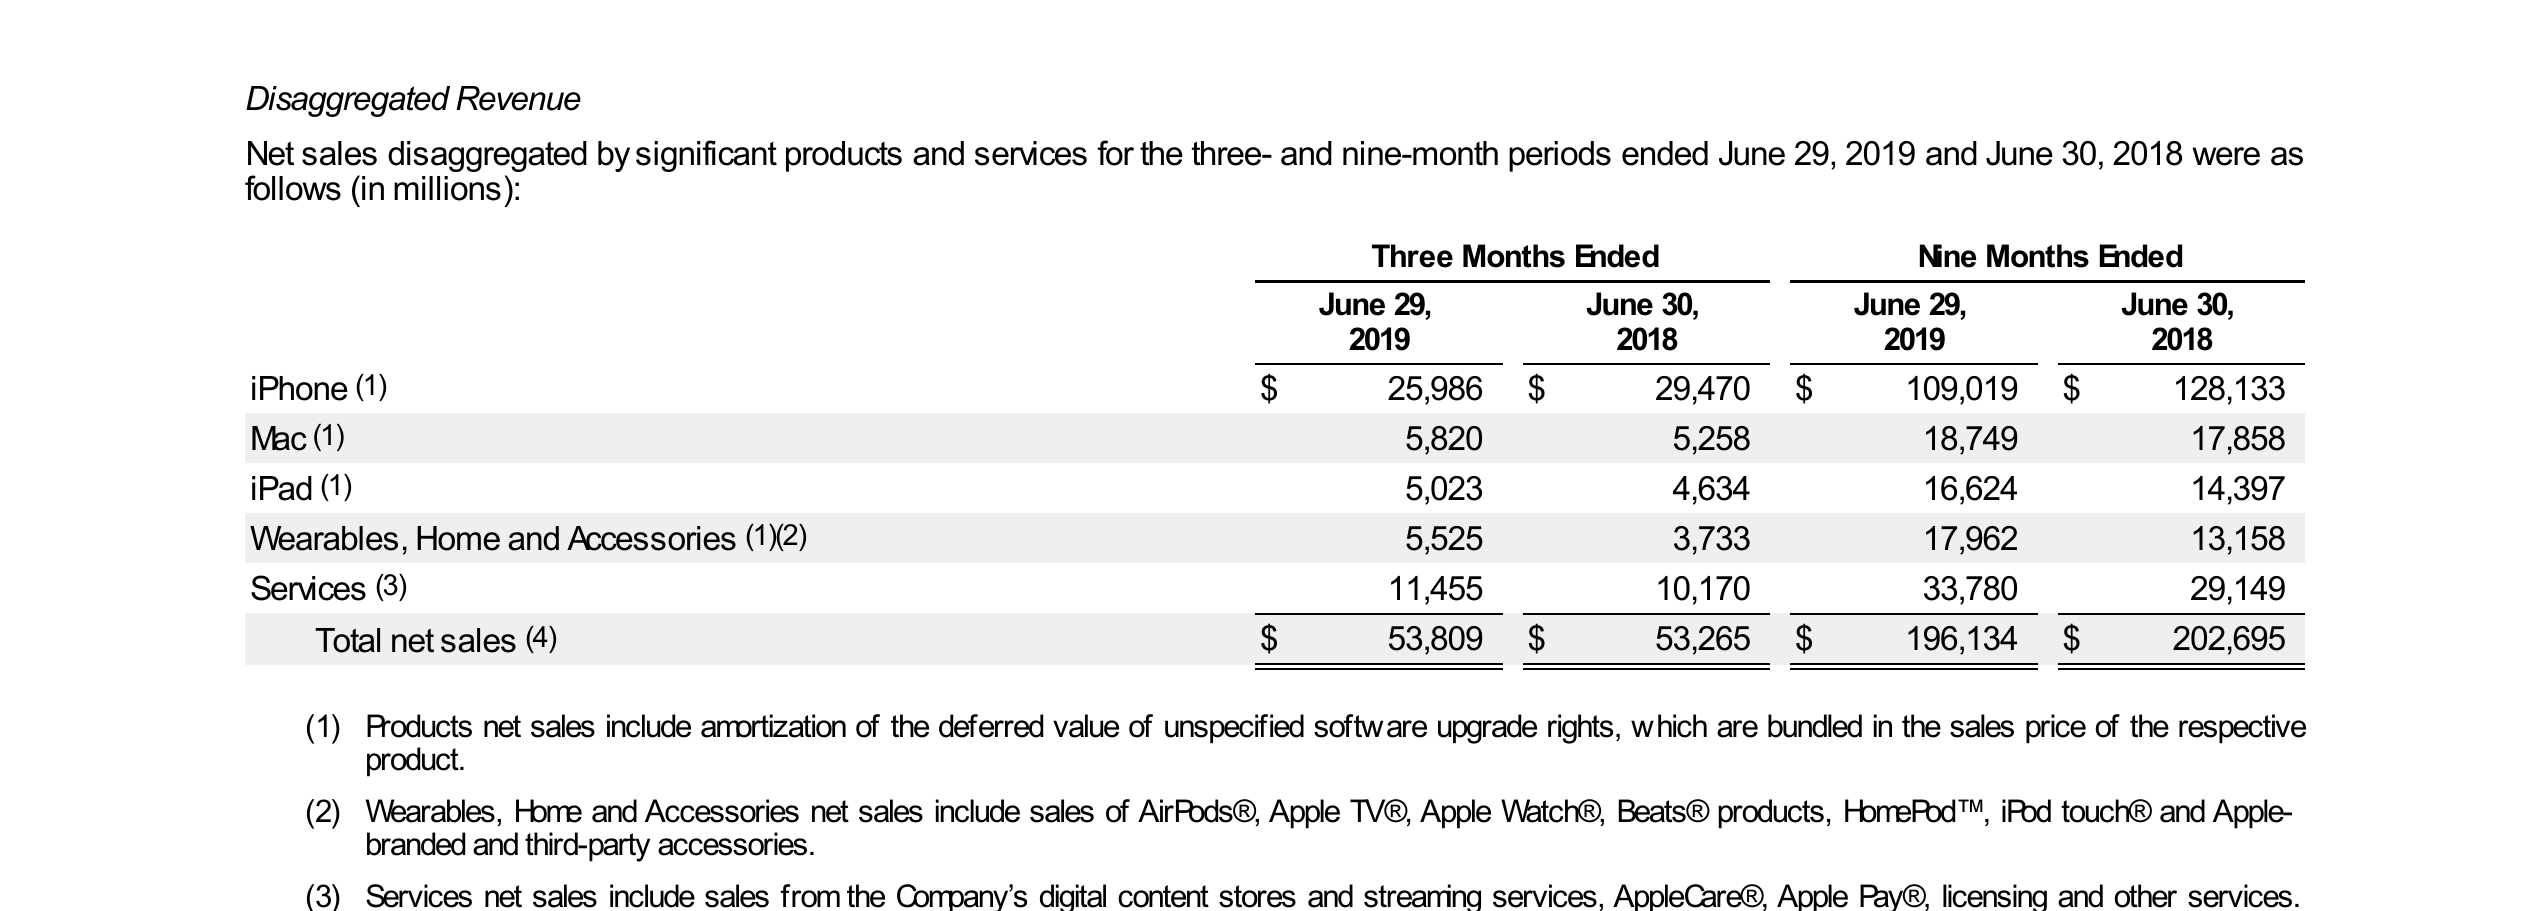 Disaggregated Revenue
Net sales disaggregated by significant products and services for the three- and nine-month periods ended June 29, 2019 and June 30, 2018 were as
follows (in millions):
Three Months Ended Nine Months Ended
June 29, June 30, June 29, June 30,
2019 2018 2019 2018
iPhone (1) $ 25,986 $ 29,470 $ 109,019 $ 128,133
Mac (1) 5,820 5,258 18,749 17,858
iPad (1) 5,023 4,634 16,624 14,397
Wearables, Home and Accessories (1)(2) 5,525 3,733 17,962 13,158
Services (3) 11,455 10,170 33,780 29,149
Total net sales (4) $ 53,809 $ 53,265 $ 196,134 $ 202,695
(1) Products net sales include amortization of the deferred value of unspecified software upgrade rights, which are bundled in the sales price of the respective
product.
(2) Wearables, Home and Accessories net sales include sales of AirPods®, Apple TV®, Apple Watch®, Beats® products, HomePod™, iPod touch® and Apple-
branded and third-party accessories.
(3) Services net sales include sales from the Company’s digital content stores and streaming services, AppleCare®, Apple Pay®, licensing and other services.